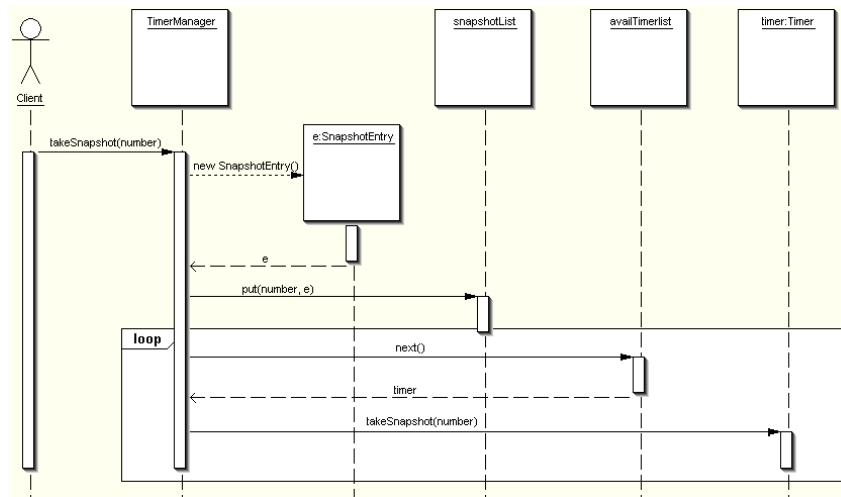 TimerManager
snapshotList
availTimerlist
timer:Timer
Client
e:SnapshotEntry
takeSnapshot(number)
new SnapshotEntry()
e
put(number, e)
loop
next()
timer
takeSnapshot(number)